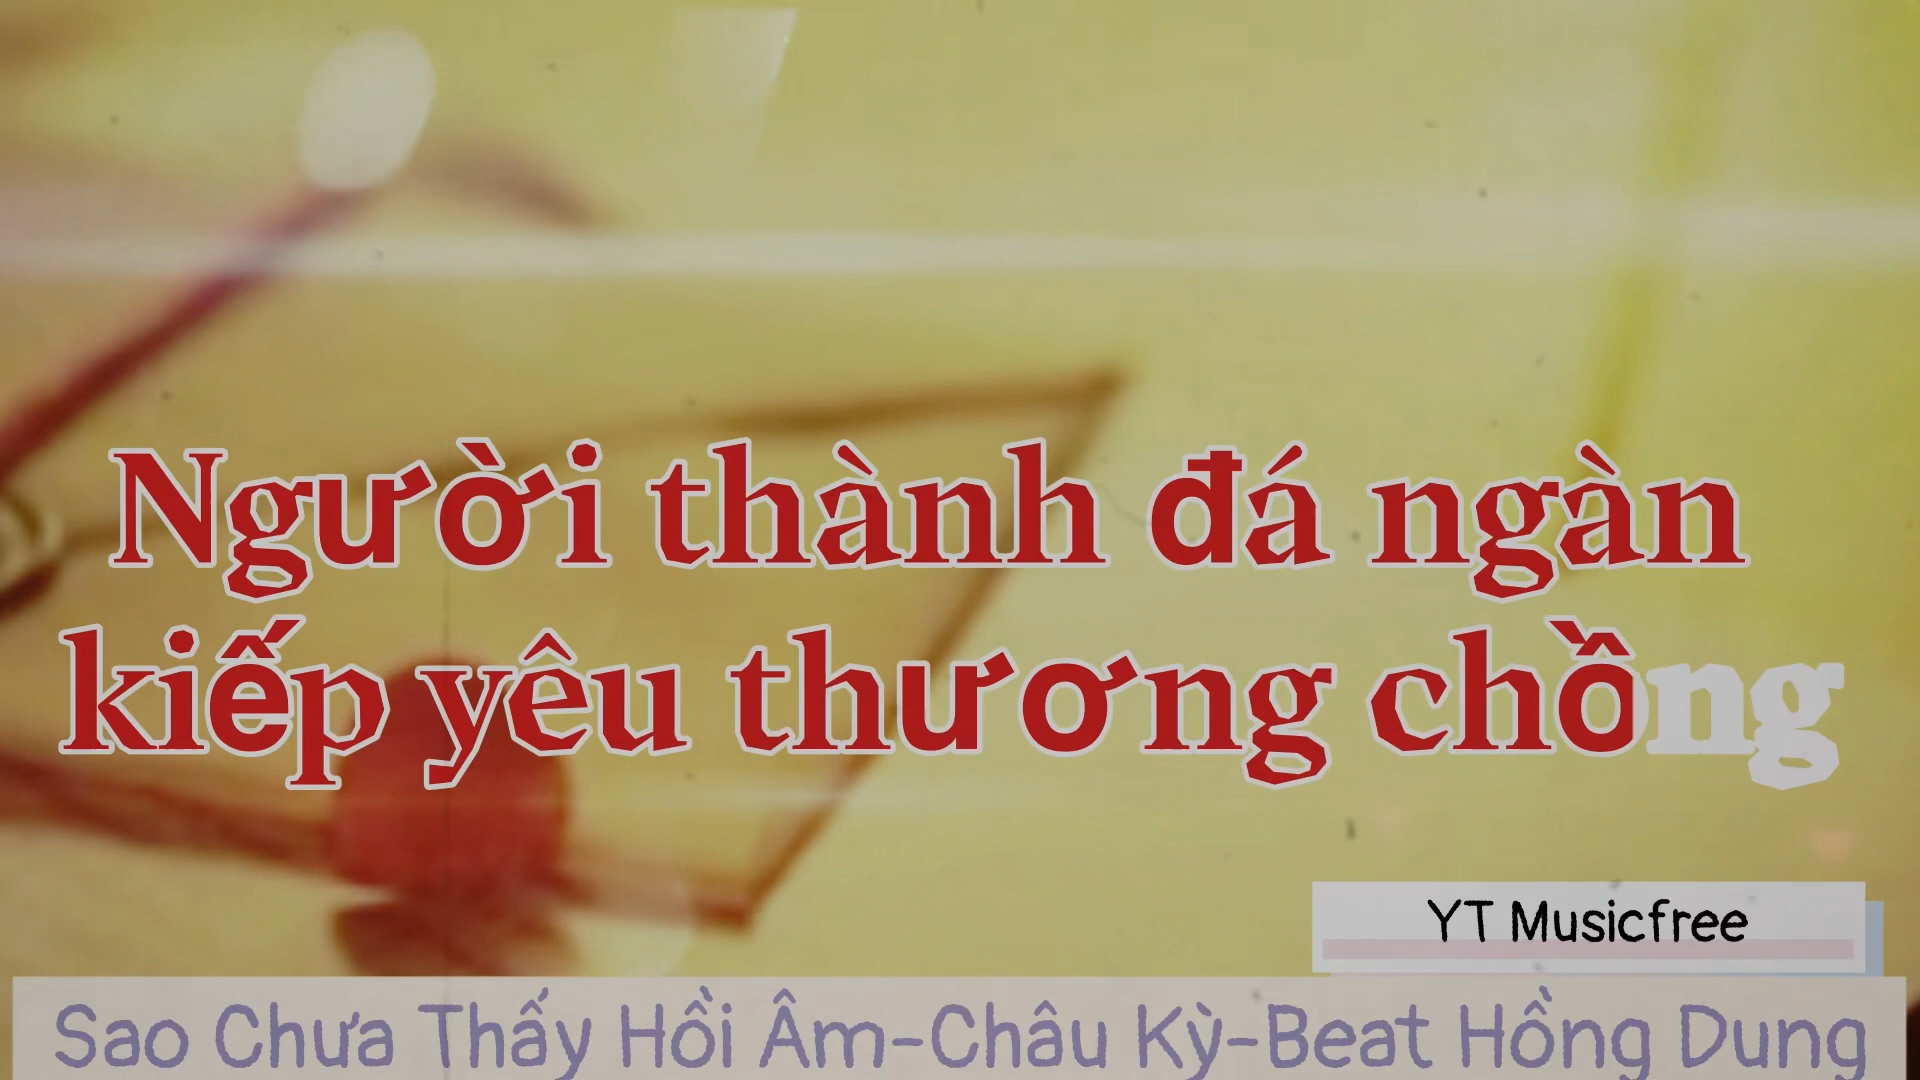 Người thành đá ngàn
kiếp yêu thương chồng
YT Musicfree
Sao Chưa Thấy Hồi Âm-Châu Kỳ-Beat Hồng Dung